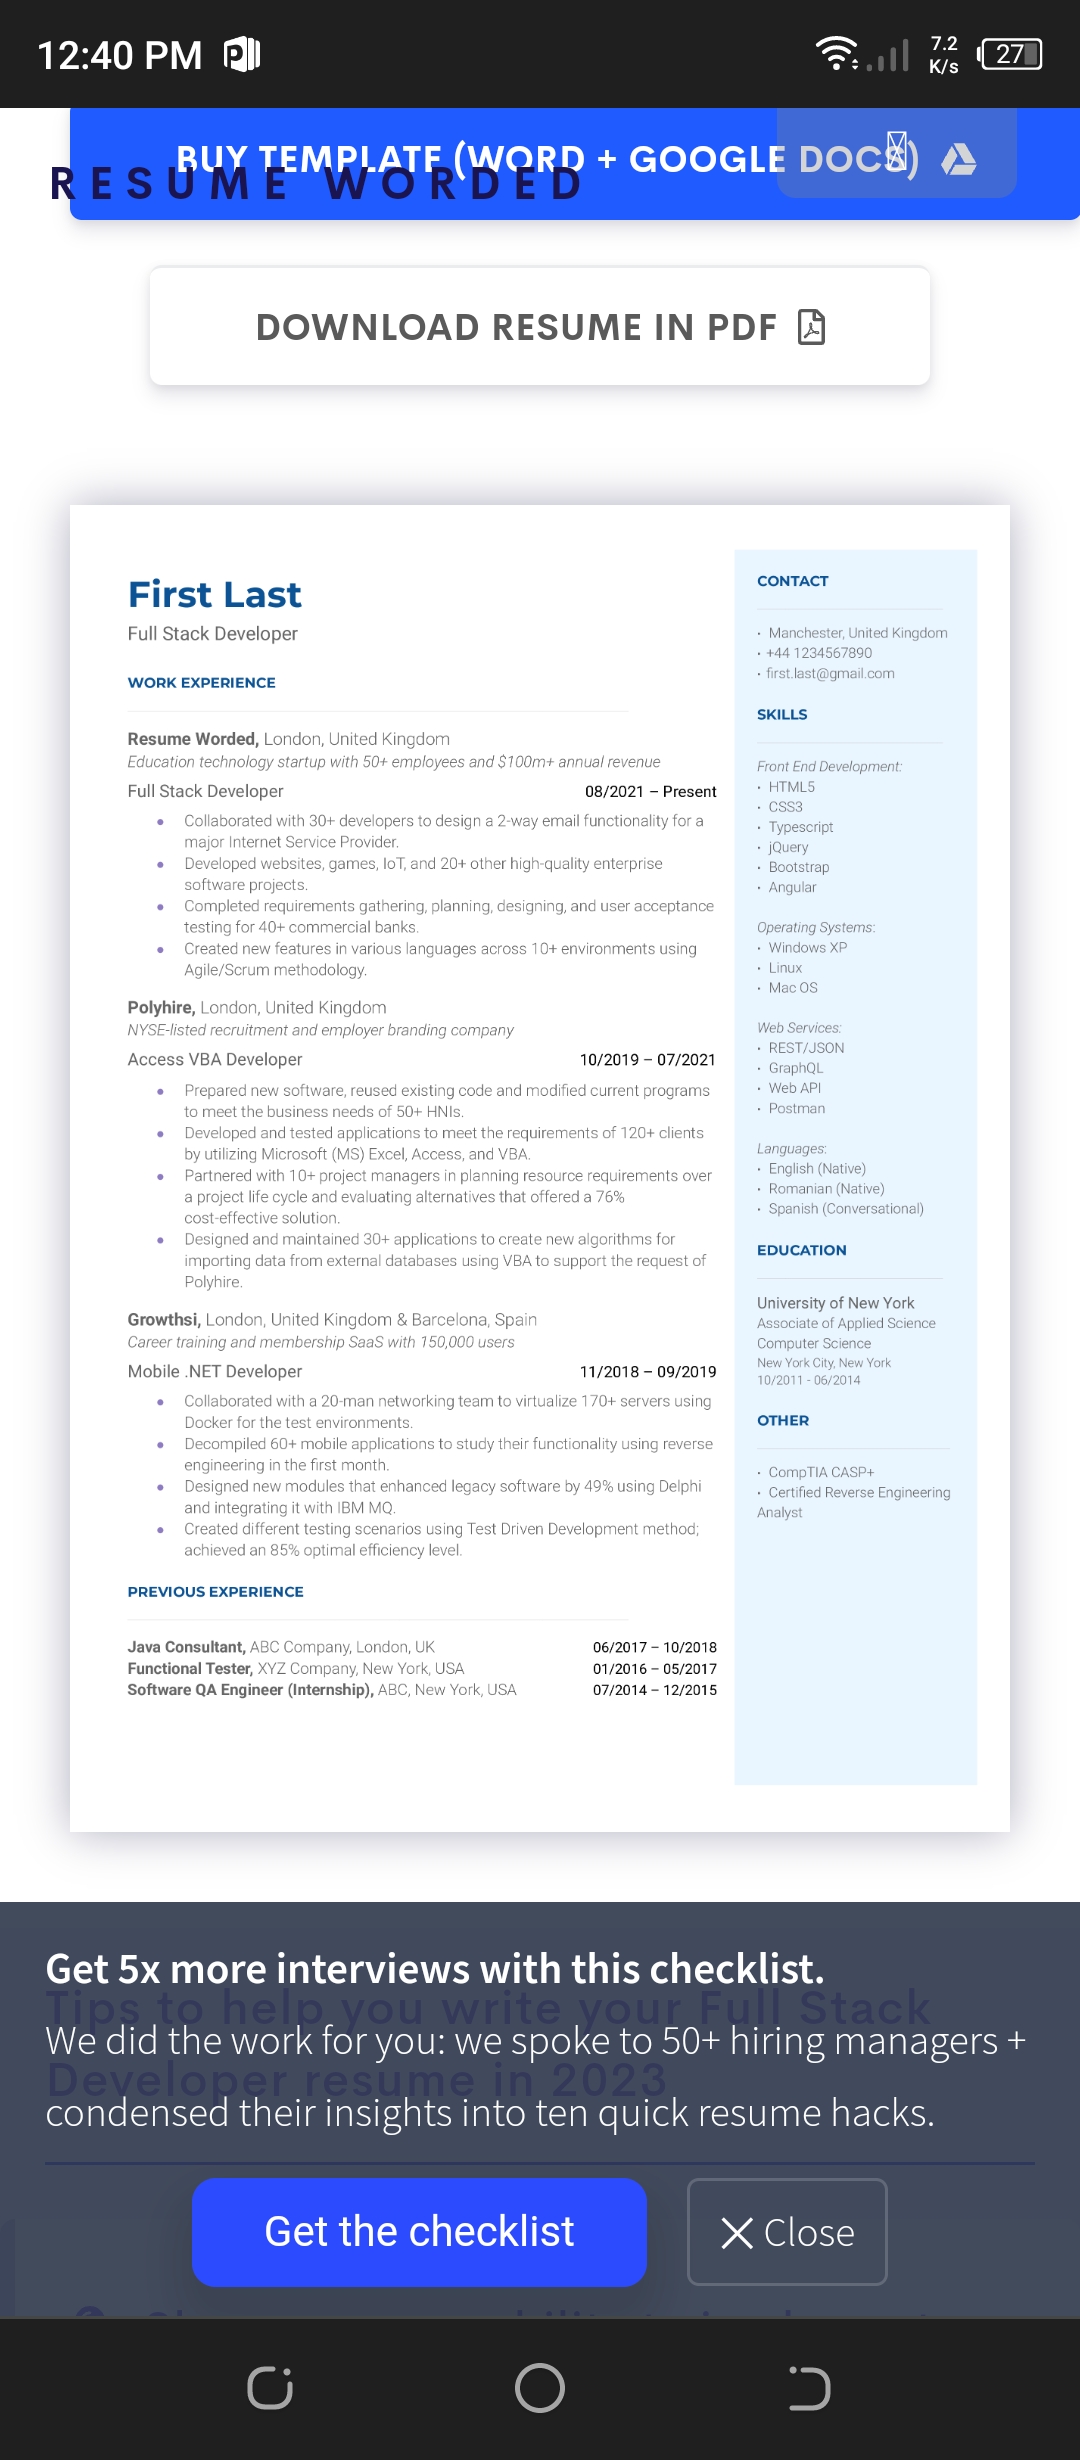 12:40 PM
7.2
K/s
27
BUY TEMPLATE (WORD + GOOGLE DOCS)
RESUME WORDED
DOWNLOAD RESUME IN PDF
First Last
Full Stack Developer
WORK EXPERIENCE
Resume Worded, London, United Kingdom
Education technology startup with 50+ employees and $100m+ annual revenue
Full Stack Developer 08/2021 – Present
• Collaborated with 30+ developers to design a 2-way email functionality for a
major Internet Service Provider.
• Developed websites, games, IoT, and 20+ other high-quality enterprise
software projects.
• Completed requirements gathering, planning, designing, and user acceptance
testing for 40+ commercial banks.
• Created new features in various languages across 10+ environments using
Agile/Scrum methodology.
Polyhire, London, United Kingdom
NYSE-listed recruitment and employer branding company
Access VBA Developer 10/2019 – 07/2021
• Prepared new software, reused existing code and modified current programs
to meet the business needs of 50+ HNIs.
• Developed and tested applications to meet the requirements of 120+ clients
by utilizing Microsoft (MS) Excel, Access, and VBA.
• Partnered with 10+ project managers in planning resource requirements over
a project life cycle and evaluating alternatives that offered a 76%
cost-effective solution.
• Designed and maintained 30+ applications to create new algorithms for
importing data from external databases using VBA to support the request of
Polyhire.
Growthsi, London, United Kingdom & Barcelona, Spain
Career training and membership SaaS with 150,000 users
Mobile .NET Developer 11/2018 – 09/2019
• Collaborated with a 20-man networking team to virtualize 170+ servers using
Docker for the test environments.
• Decompiled 60+ mobile applications to study their functionality using reverse
engineering in the first month.
• Designed new modules that enhanced legacy software by 49% using Delphi
and integrating it with IBM MQ.
• Created different testing scenarios using Test Driven Development method;
achieved an 85% optimal efficiency level.
PREVIOUS EXPERIENCE
Java Consultant, ABC Company, London, UK 06/2017 – 10/2018
Functional Tester, XYZ Company, New York, USA 01/2016 – 05/2017
Software QA Engineer (Internship), ABC, New York, USA 07/2014 – 12/2015
CONTACT
• Manchester, United Kingdom
• +44 1234567890
• first.last@gmail.com
SKILLS
Front End Development:
• HTML5
• CSS3
• Typescript
• jQuery
• Bootstrap
• Angular
Operating Systems:
• Windows XP
• Linux
• Mac OS
Web Services:
• REST/JSON
• GraphQL
• Web API
• Postman
Languages:
• English (Native)
• Romanian (Native)
• Spanish (Conversational)
EDUCATION
University of New York
Associate of Applied Science
Computer Science
New York City, New York
10/2011 - 06/2014
OTHER
• CompTIA CASP+
• Certified Reverse Engineering
Analyst
Get 5x more interviews with this checklist.
Tips to help you write your Full Stack
We did the work for you: we spoke to 50+ hiring managers +
Developer resume in 2023
condensed their insights into ten quick resume hacks.
Get the checklist
Close